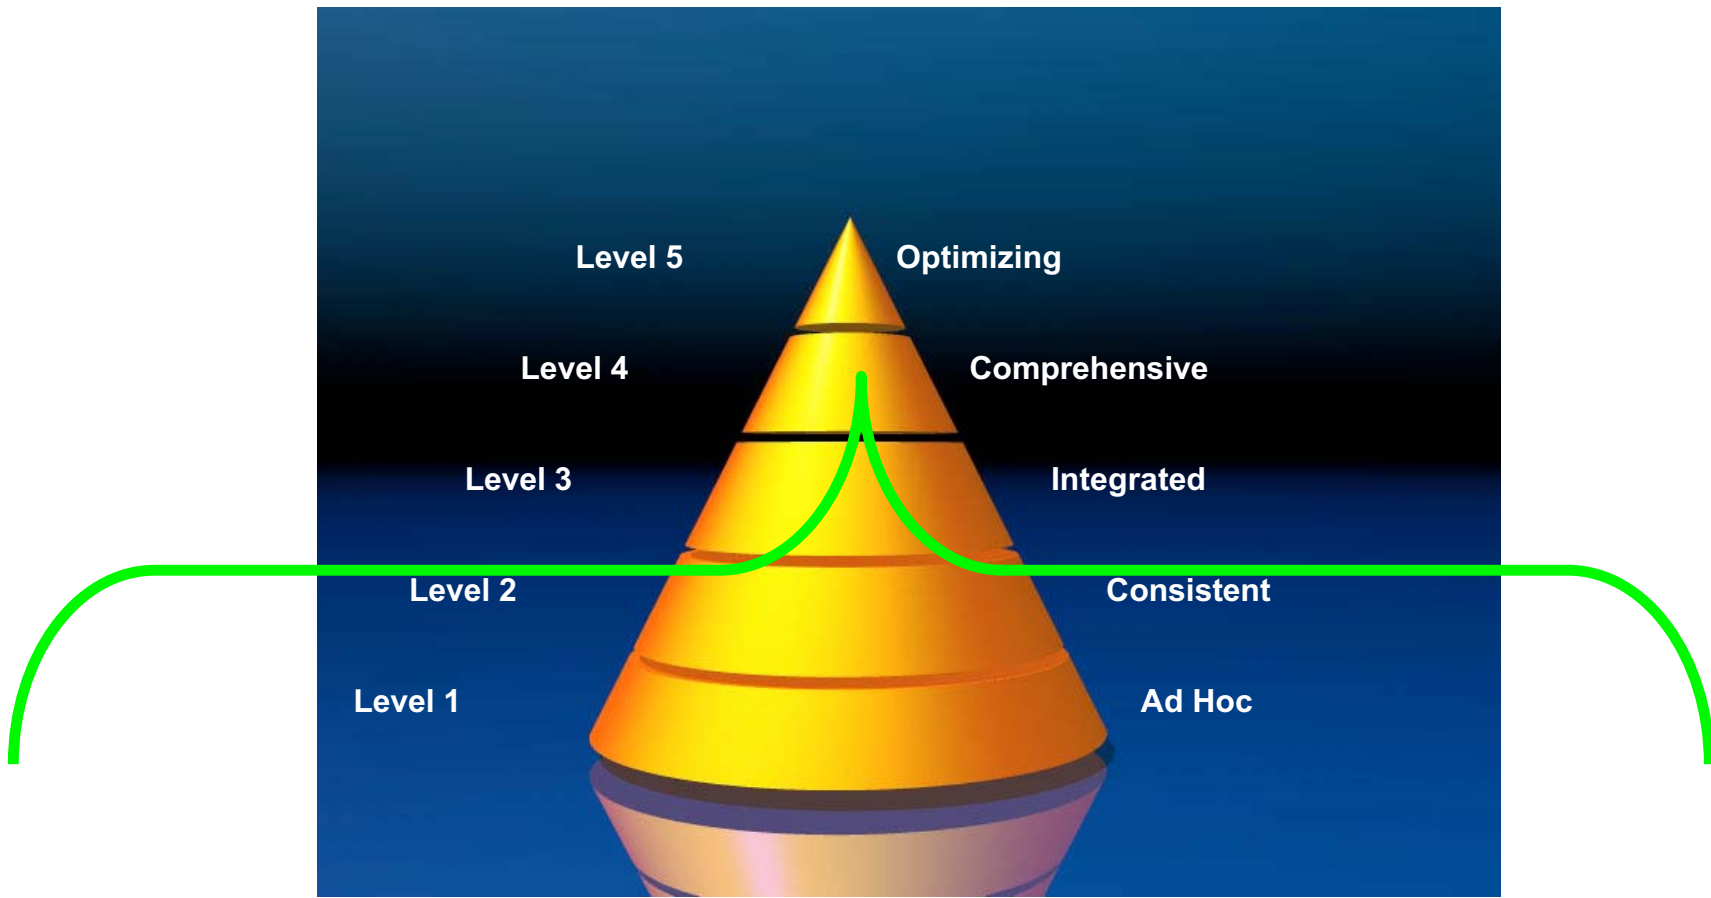 Level 5 Optimizing
Level 4 Comprehensive
Level 3 Integrated
Level 2 Consistent
Level 1 Ad Hoc